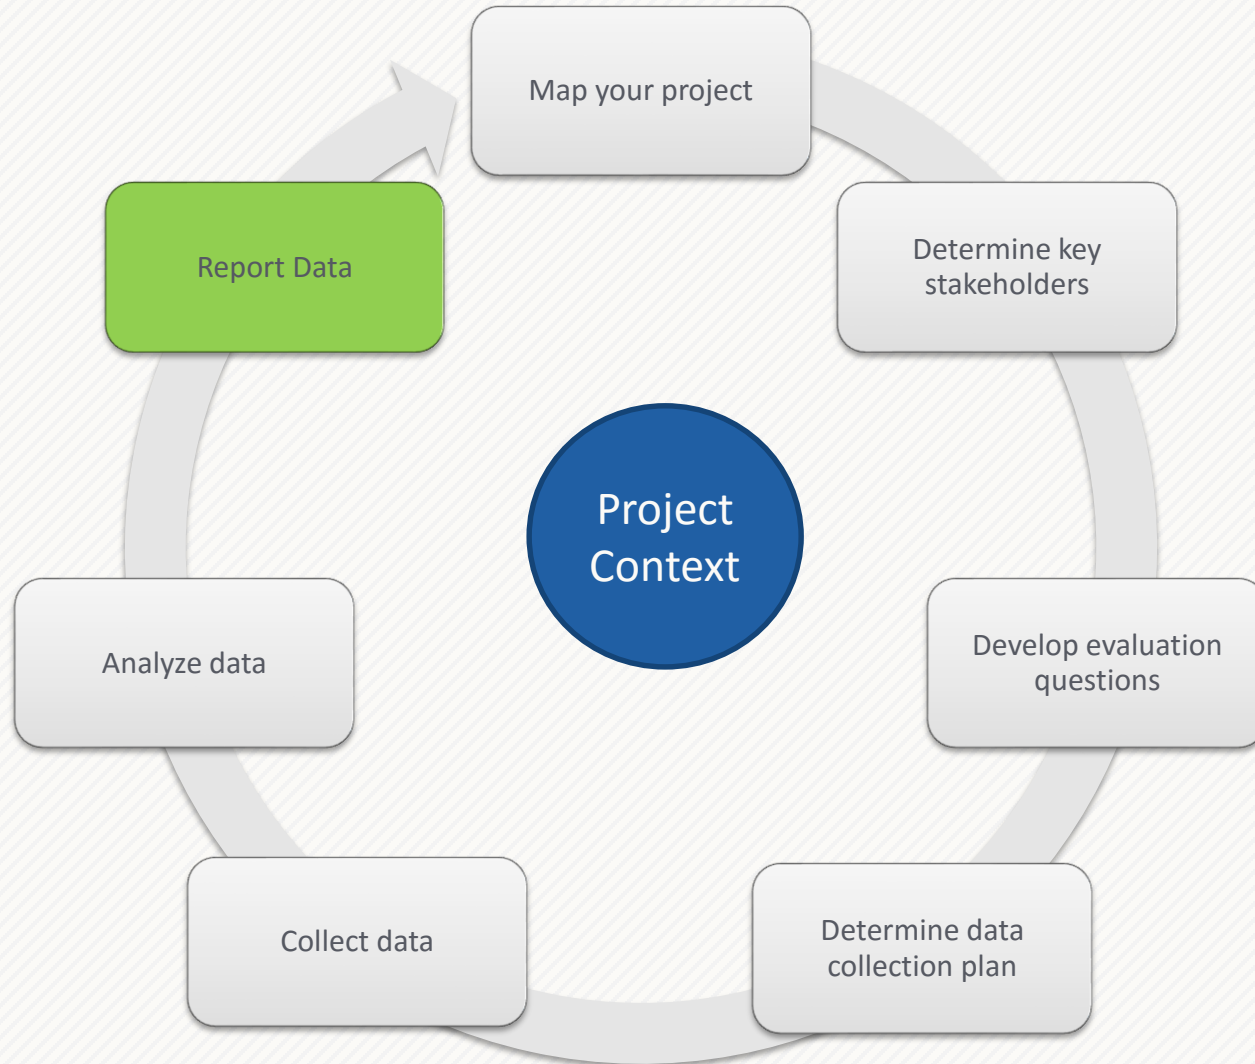 Map your project
Determine key
stakeholders
Develop evaluation
questions
Determine data
collection plan
Collect data
Analyze data
Report Data
Project
Context